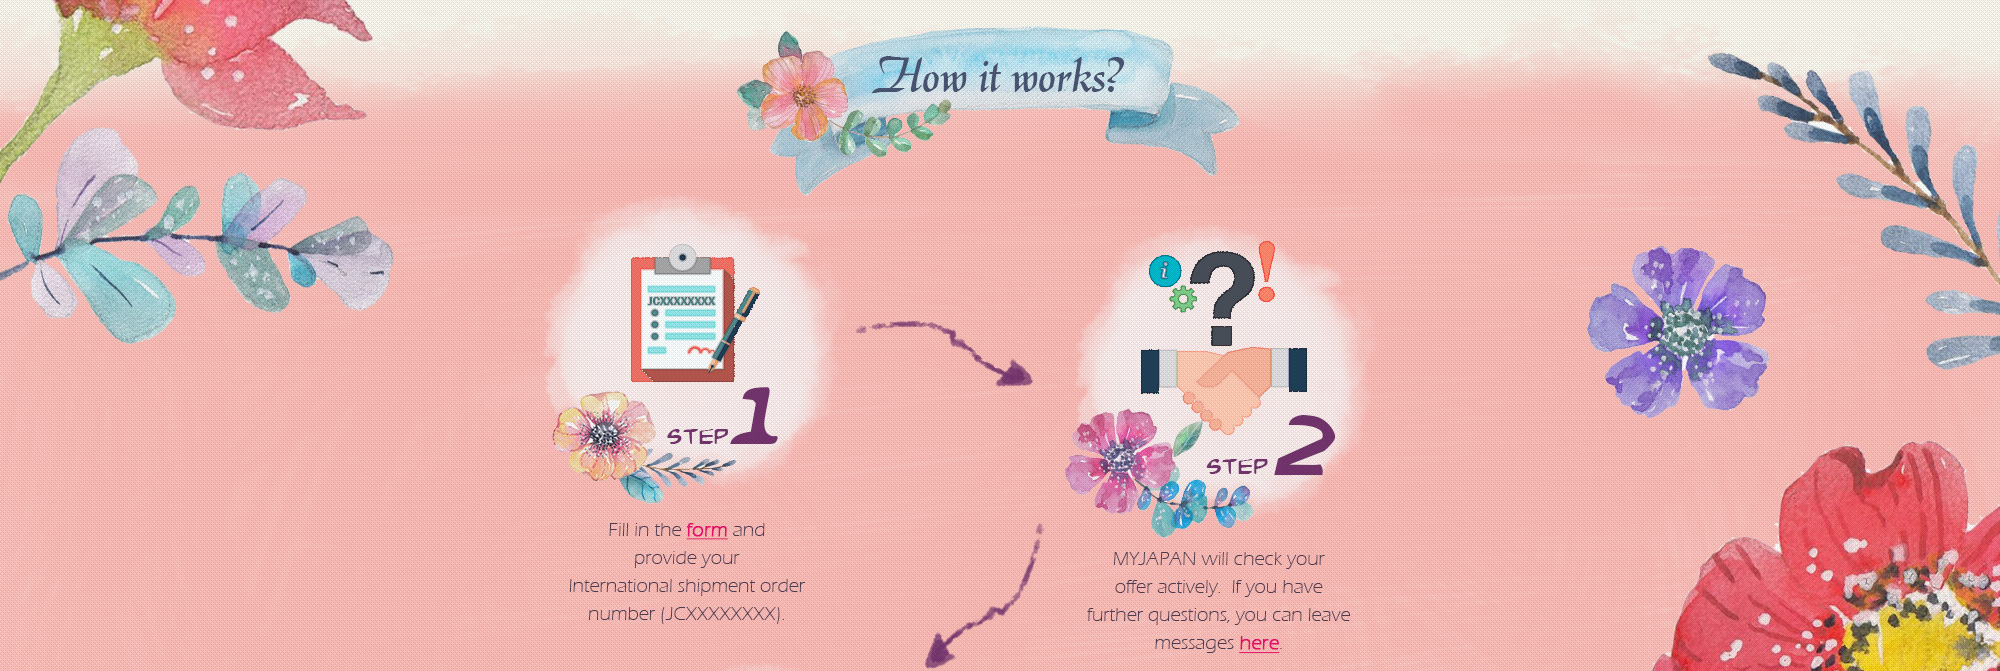 How it works?
i
JCXXXXXXXX
STEP 1
Fill in the form and
provide your
International shipment order
number (JCXXXXXXXX).
? !
STEP 2
MYJAPAN will check your
offer actively.  If you have
further questions, you can leave
messages here.